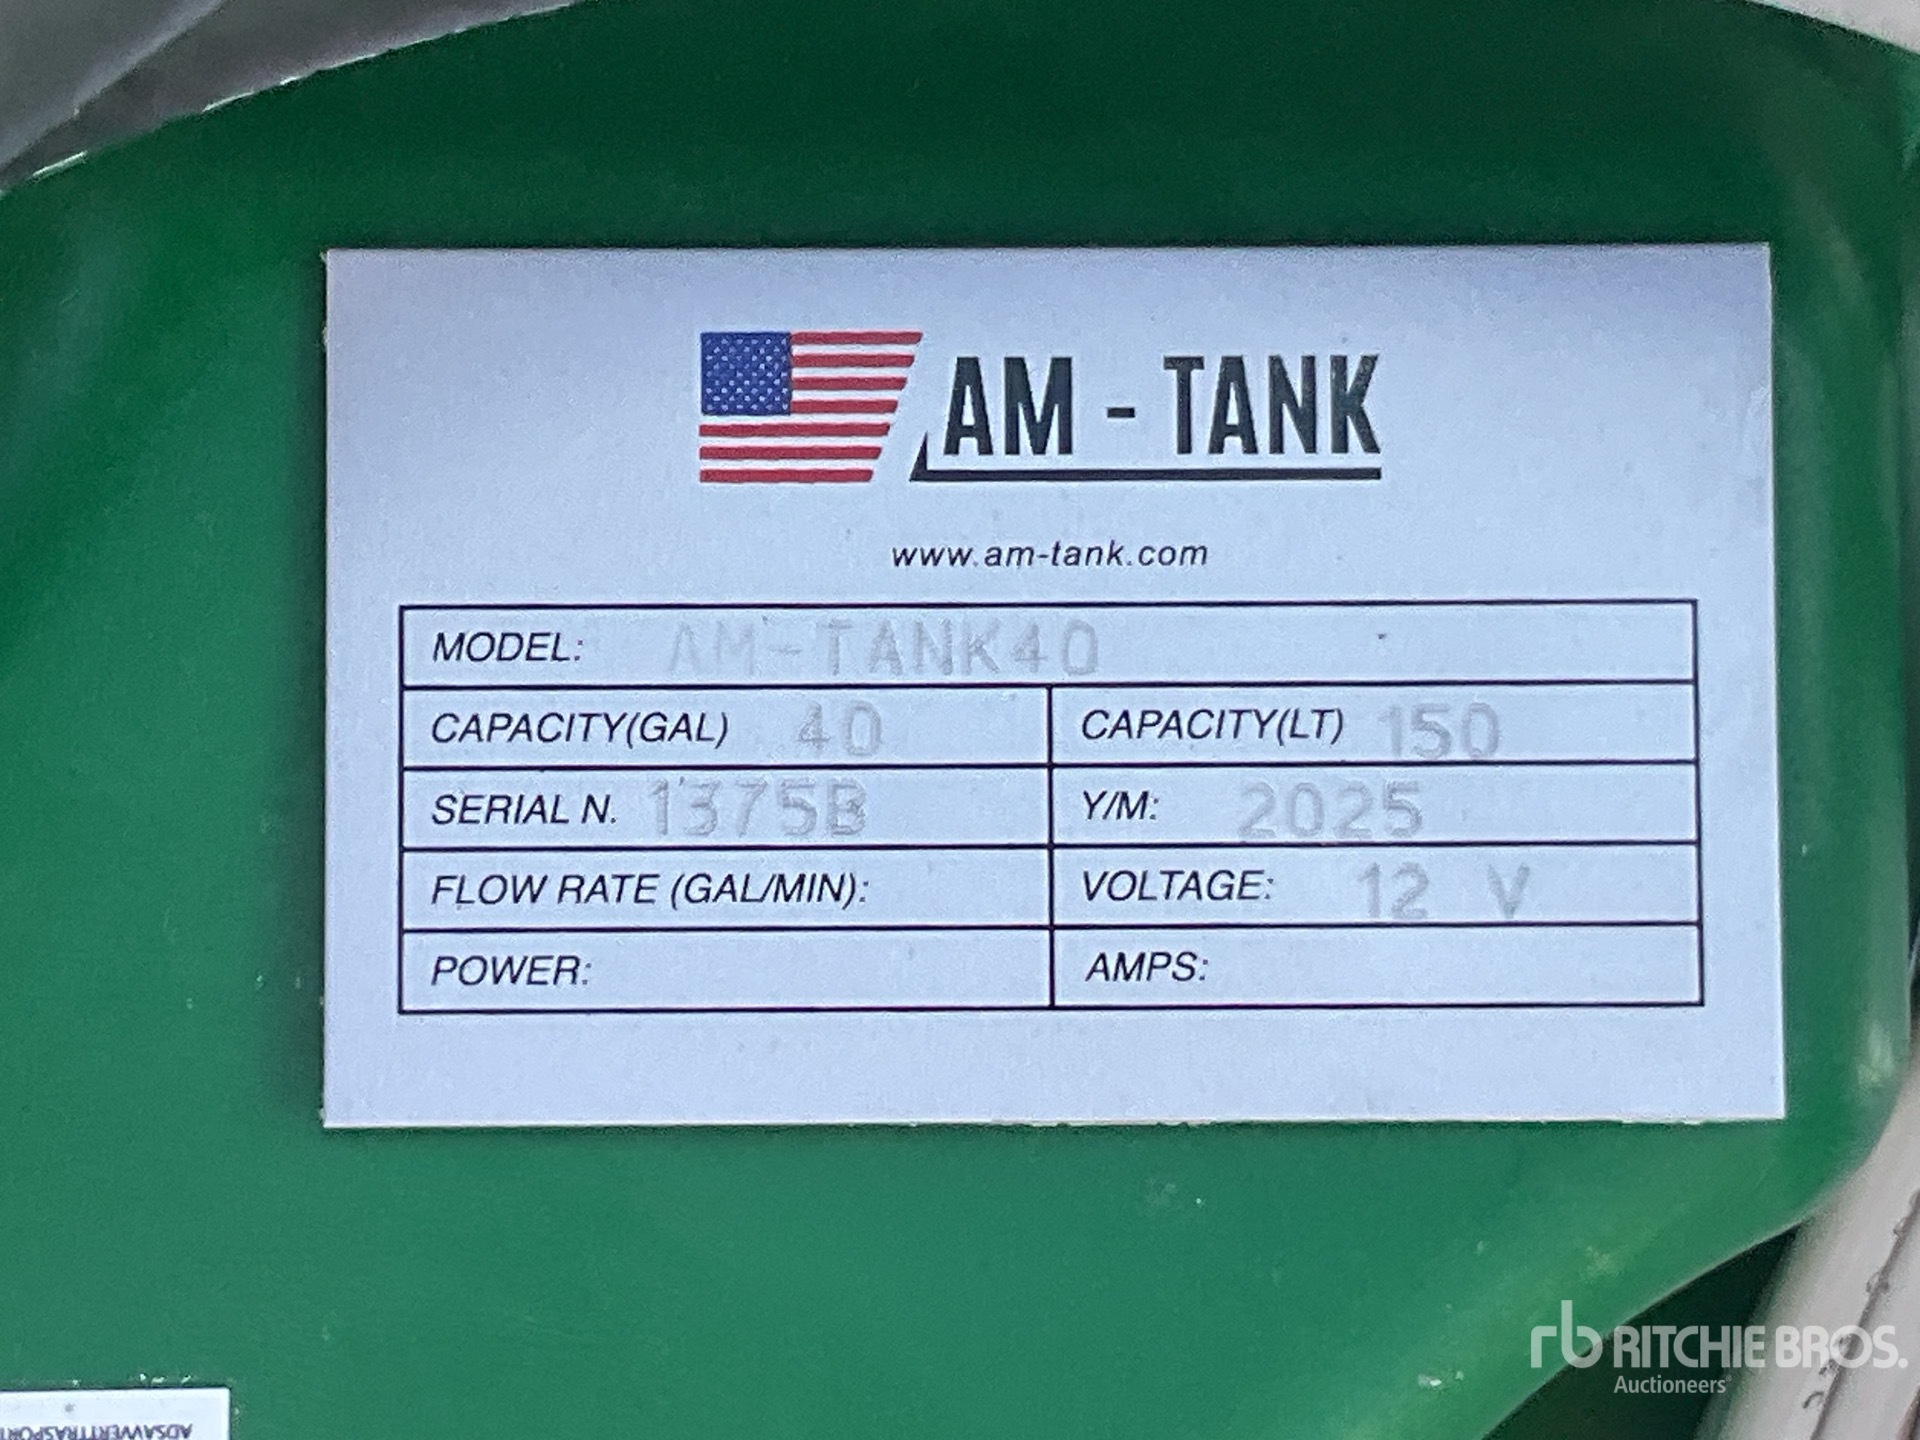 AM - TANK
www.am-tank.com
MODEL: AM-TANK40
CAPACITY(GAL) 40 CAPACITY(LT) 150
SERIAL N. 1375B Y/M: 2025
FLOW RATE (GAL/MIN): VOLTAGE: 12 V
POWER: AMPS:
rb RITCHIE BROS.
Auctioneers